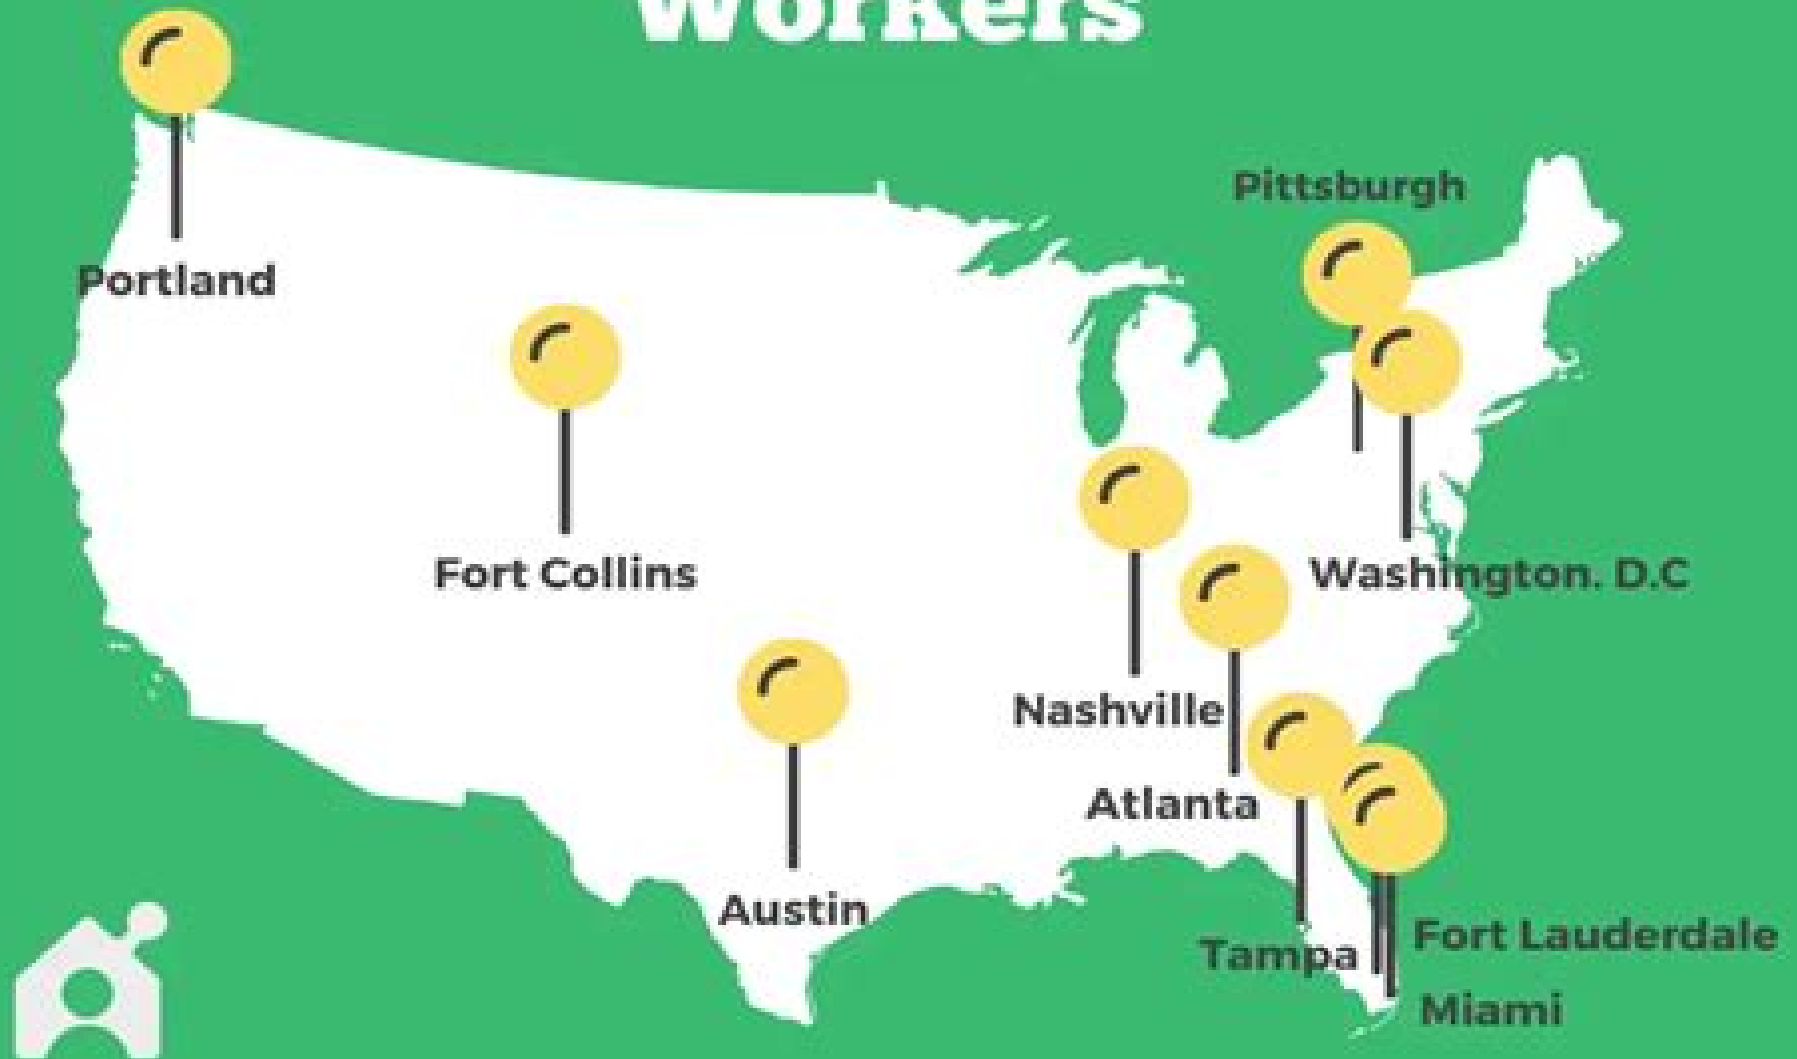 Workers
Pittsburgh
Portland
Fort Collins
Washington. D.C
Nashville
Atlanta
Austin
Fort Lauderdale
Tampa
Miami